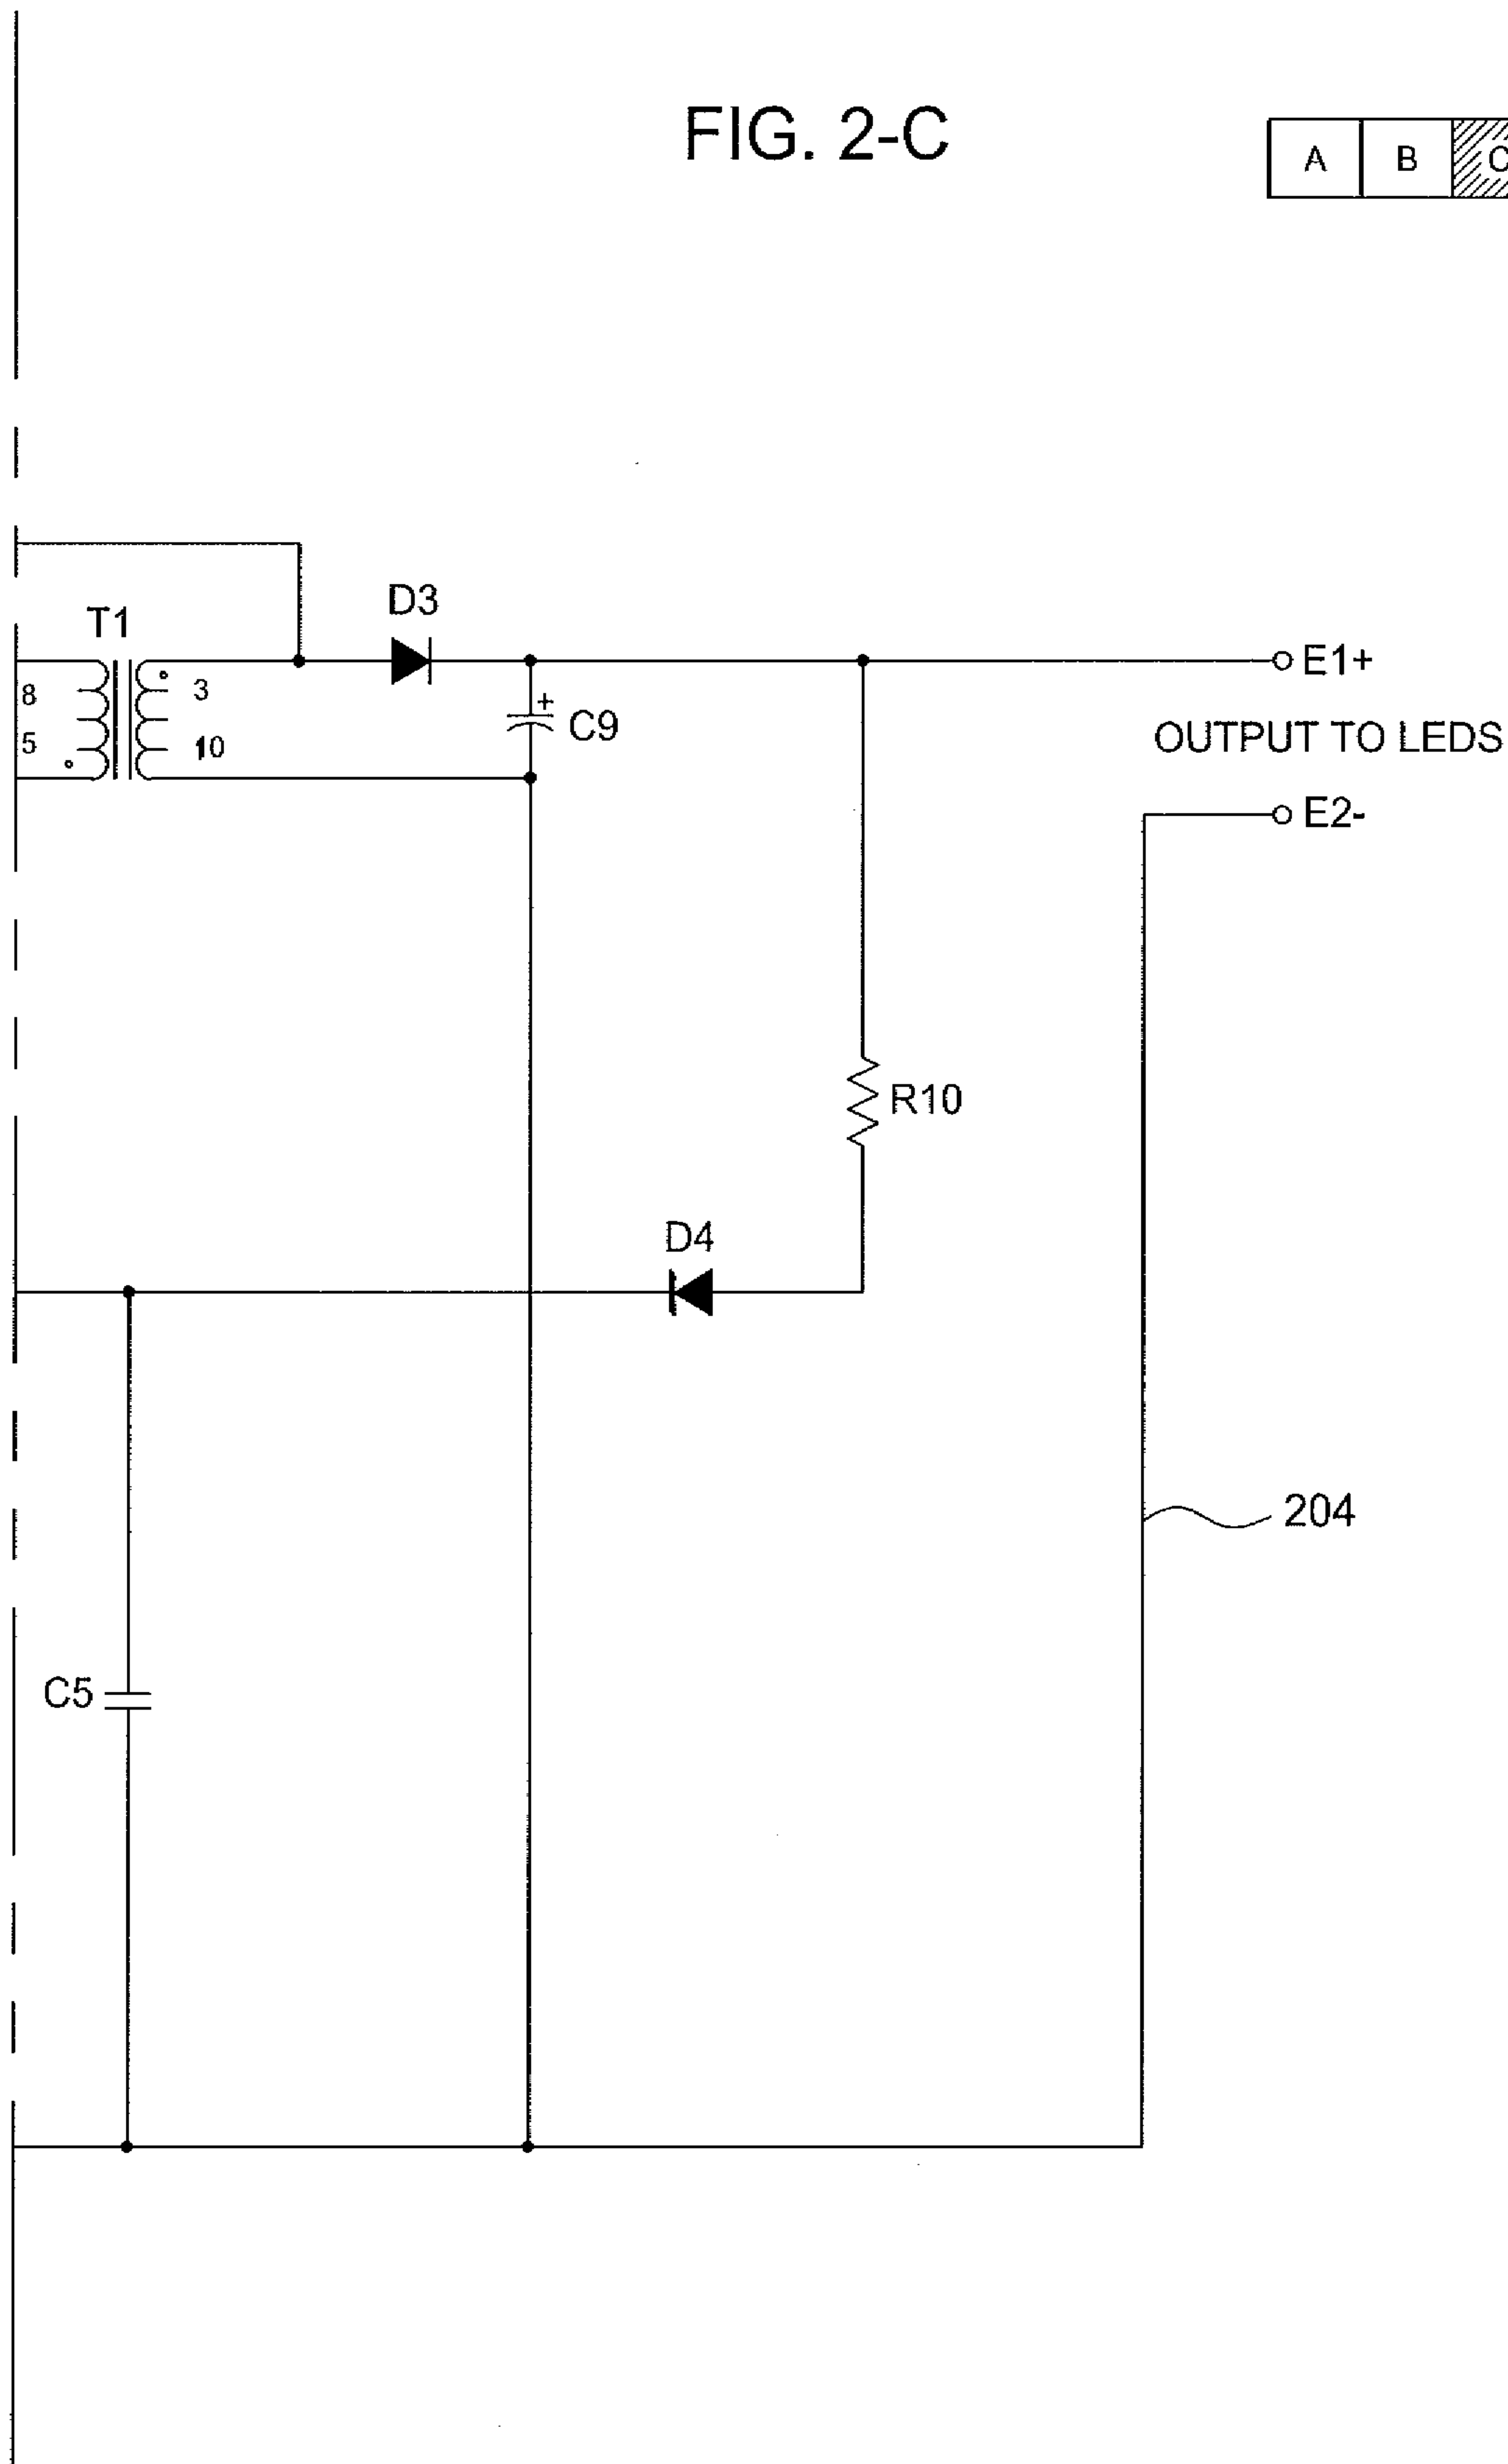 FIG. 2-C
A B C
D3
T1
E1+
8 3
C9
5 10
OUTPUT TO LEDS
E2-
R10
D4
204
C5